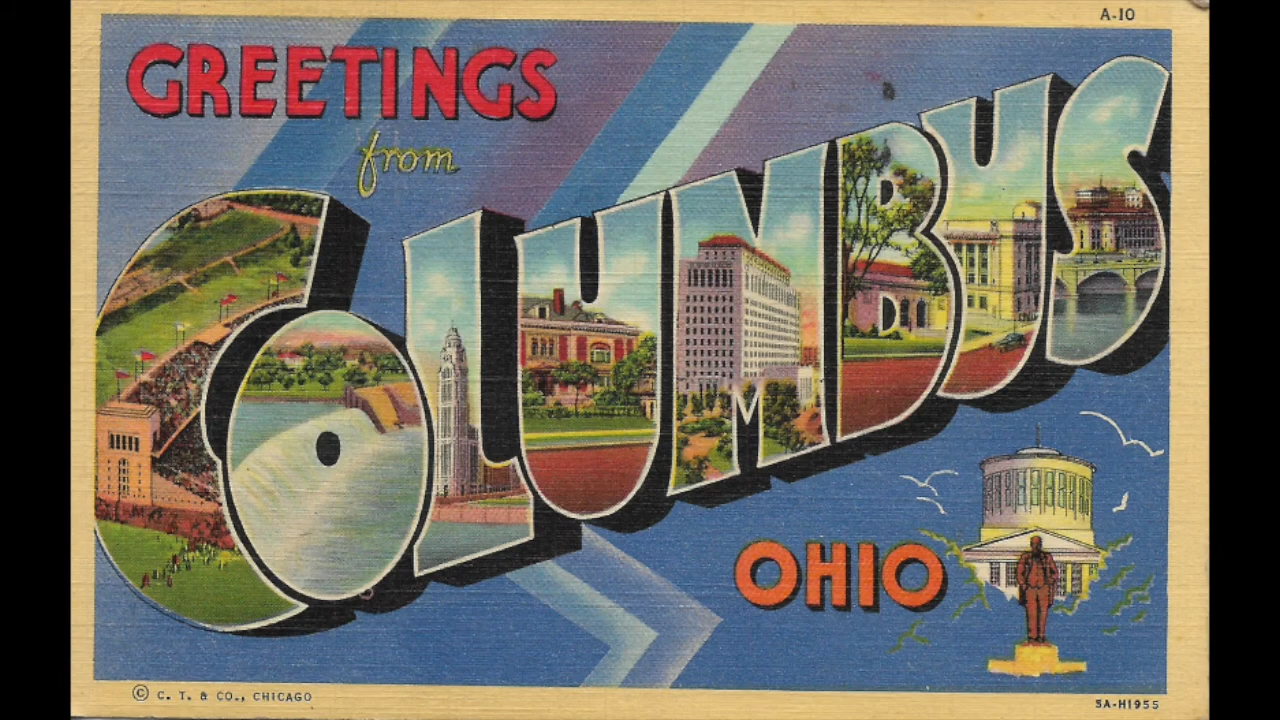 A-10
GREETINGS
from
COLUMBUS
OHIO
© C. T. & CO., CHICAGO
5A-H1955